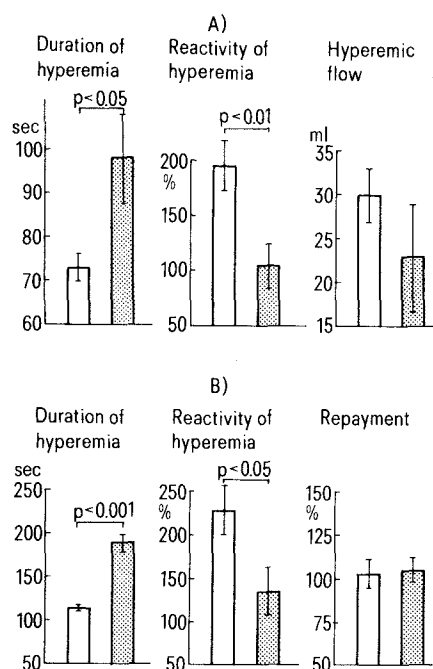 A)
Duration of
hyperemia
p<0.05
sec
100
90
80
70
60
Reactivity of
hyperemia
p<0.01
200
%
150
100
50
Hyperemic
flow
ml
35
30
25
20
15
B)
Duration of
hyperemia
sec
p<0.001
250
200
150
100
50
Reactivity of
hyperemia
p<0.05
250
%
200
150
100
50
Repayment
150
%
125
100
75
50